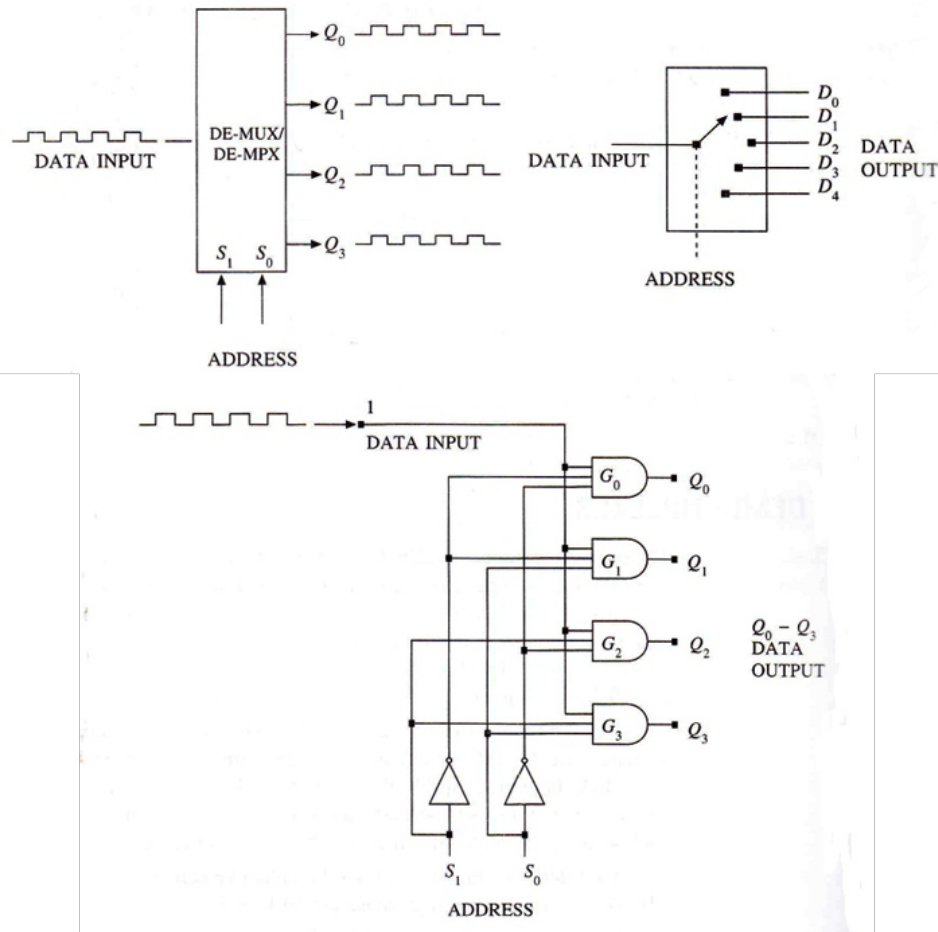 Q0
Q1
DE-MUX/
DE-MPX
DATA INPUT
Q2
Q3
S1 S0
ADDRESS
D0
D1
D2
D3
D4
DATA INPUT
DATA
OUTPUT
ADDRESS
1
DATA INPUT
G0
Q0
G1
Q1
G2
Q2
G3
Q3
Q0 – Q3
DATA
OUTPUT
S1
S0
ADDRESS